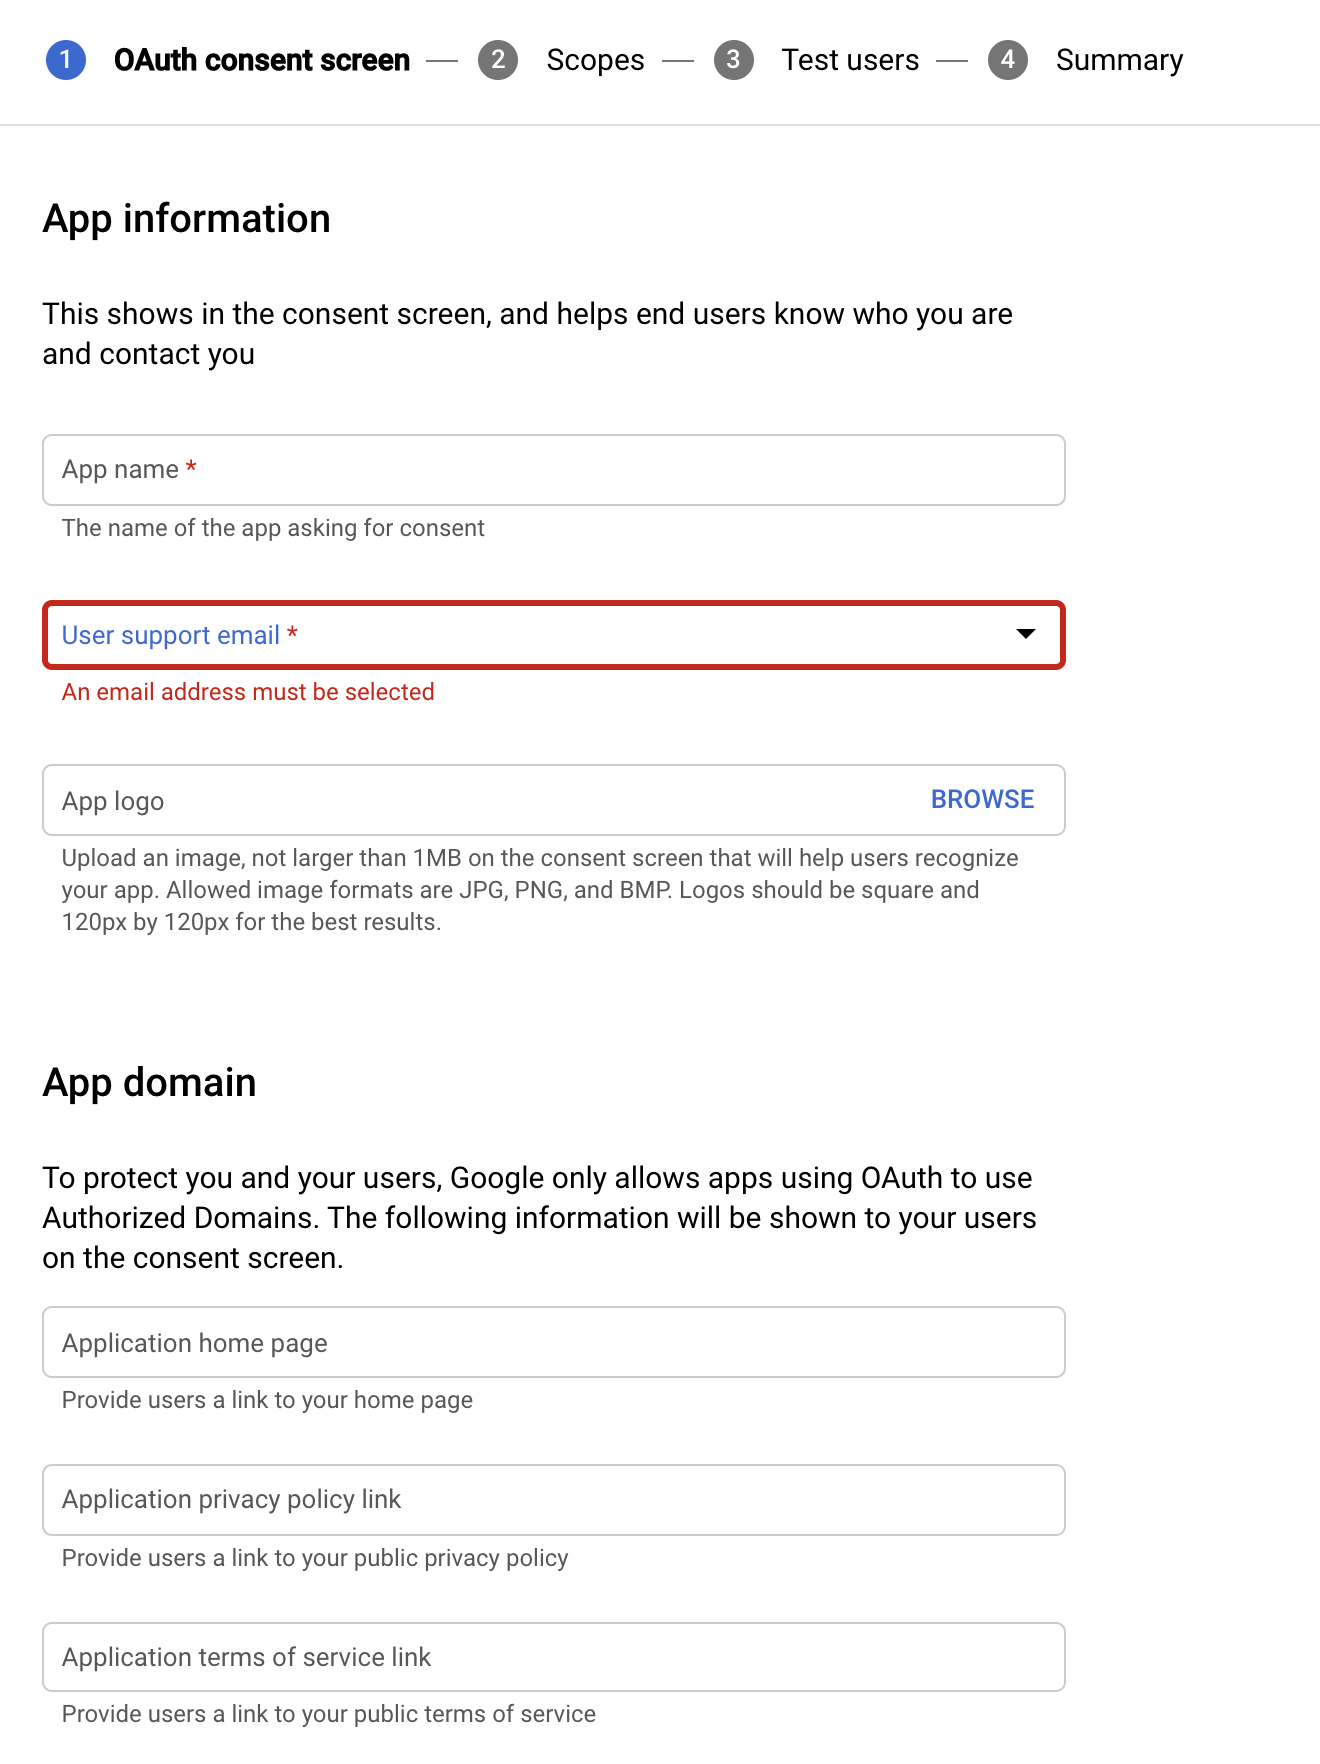 1 OAuth consent screen — 2 Scopes — 3 Test users — 4 Summary
App information
This shows in the consent screen, and helps end users know who you are
and contact you
App name *
The name of the app asking for consent
User support email *
An email address must be selected
App logo BROWSE
Upload an image, not larger than 1MB on the consent screen that will help users recognize
your app. Allowed image formats are JPG, PNG, and BMP. Logos should be square and
120px by 120px for the best results.
App domain
To protect you and your users, Google only allows apps using OAuth to use
Authorized Domains. The following information will be shown to your users
on the consent screen.
Application home page
Provide users a link to your home page
Application privacy policy link
Provide users a link to your public privacy policy
Application terms of service link
Provide users a link to your public terms of service